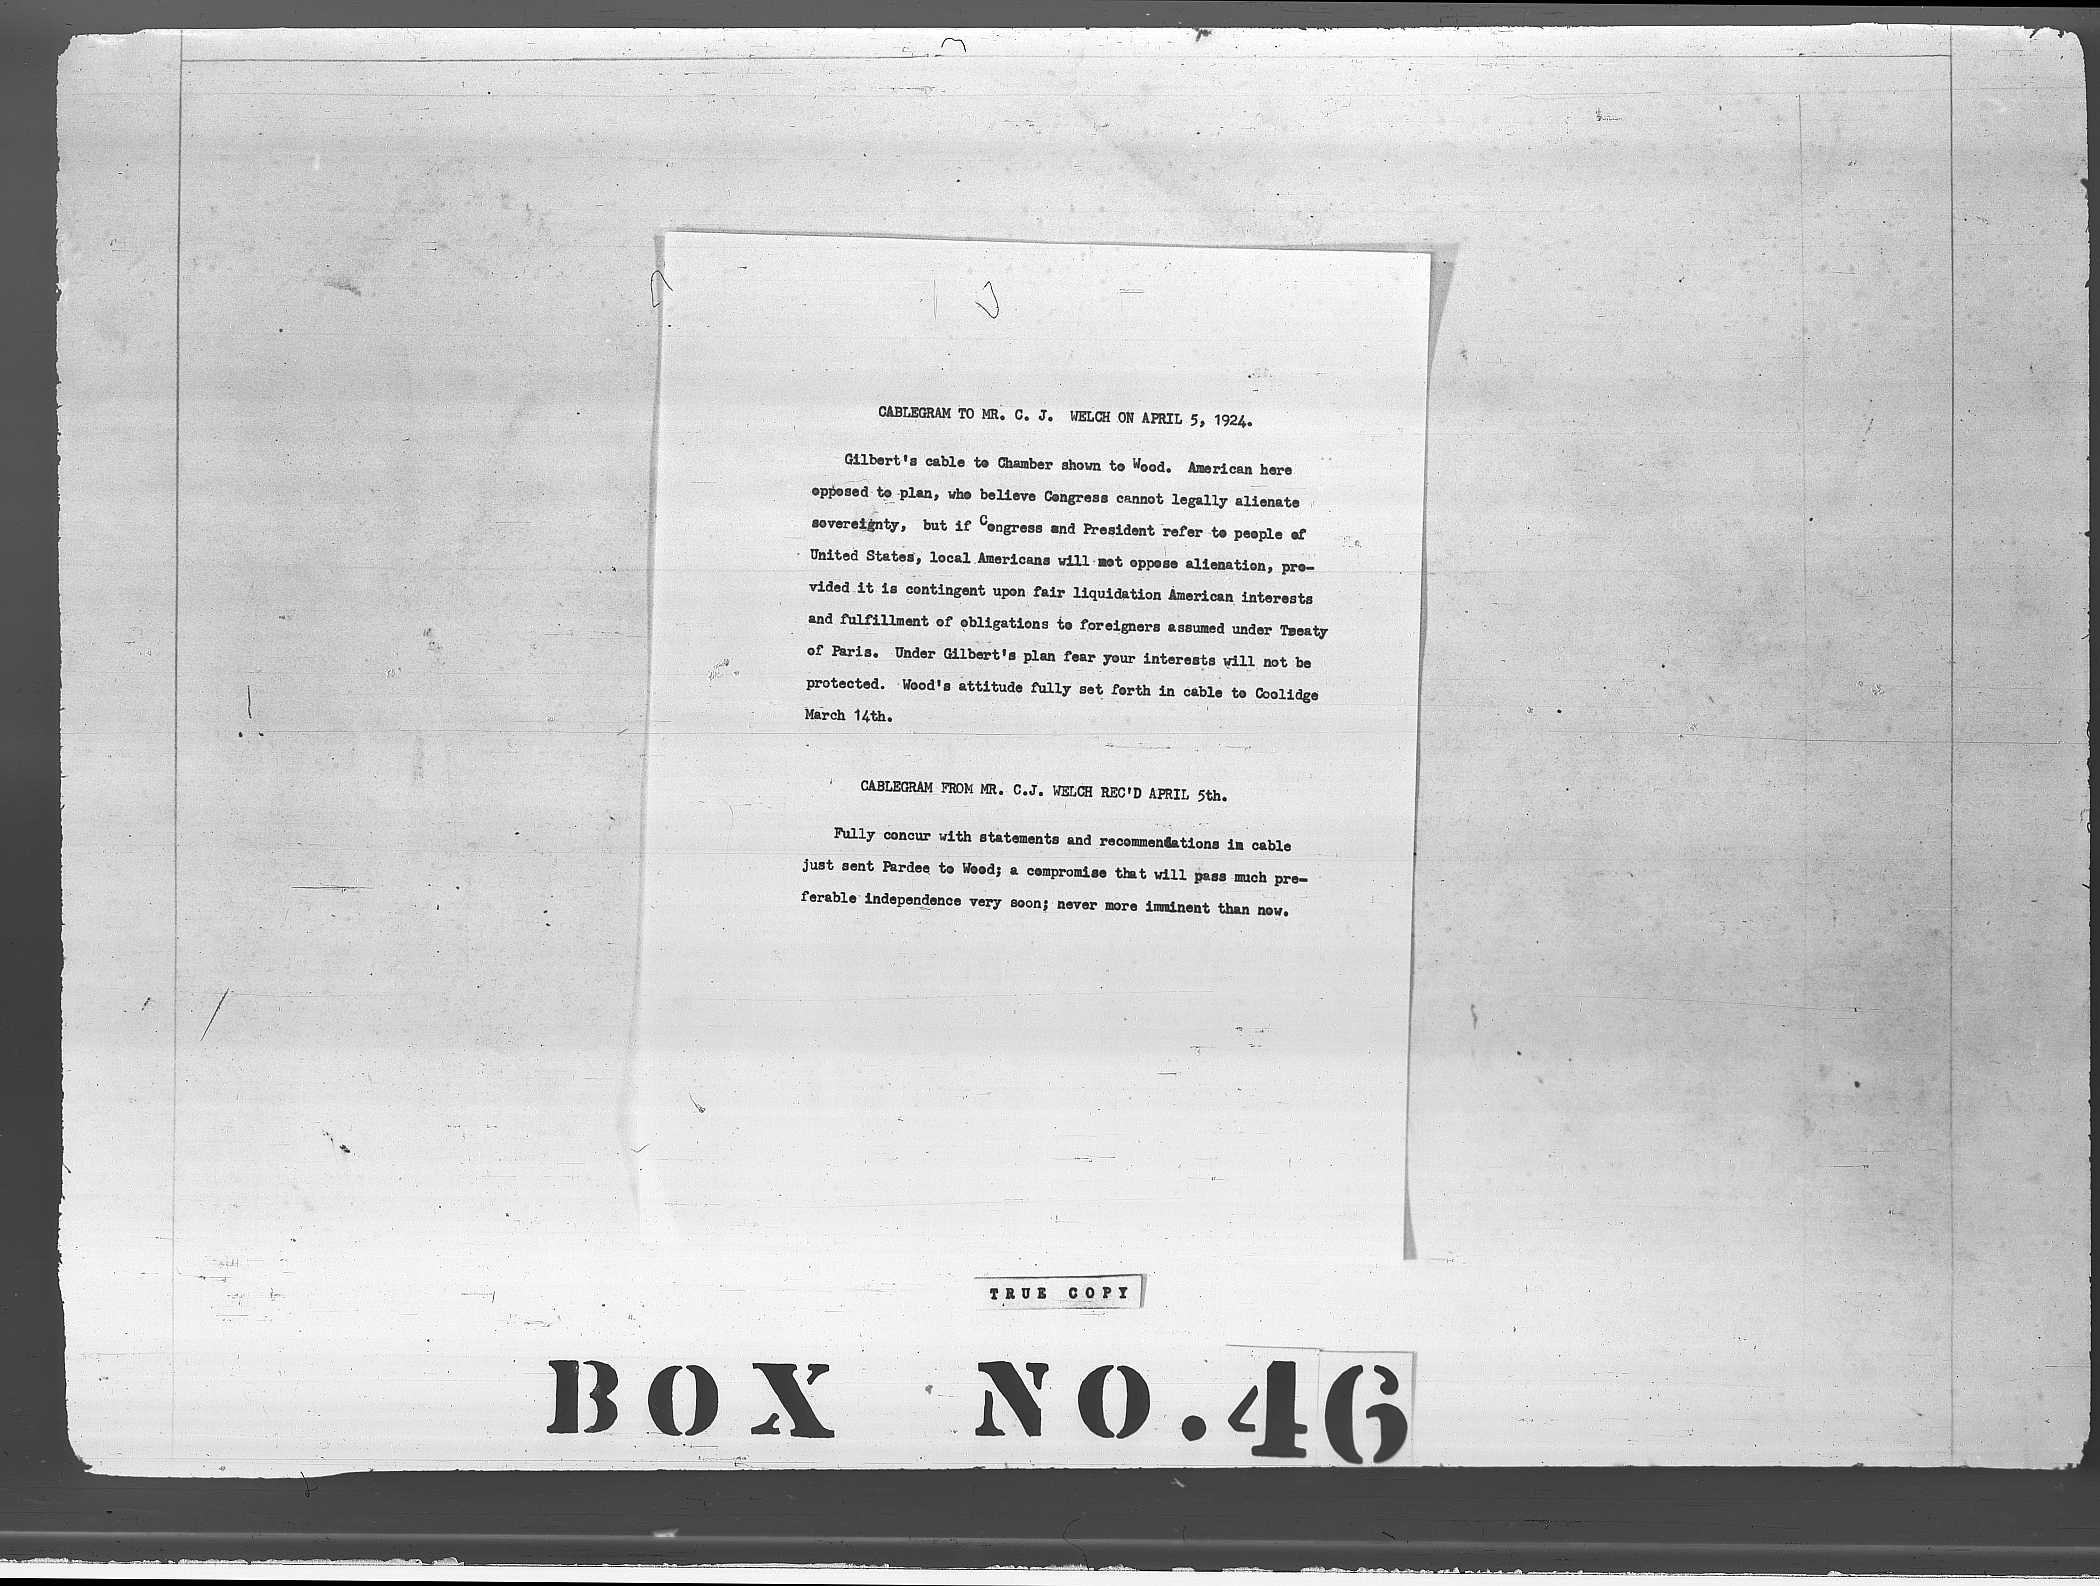 CABLEGRAM TO MR. C. J. WELCH ON APRIL 5, 1924.
Gilbert's cable to Chamber shown to Wood. American here
opposed to plan, who believe Congress cannot legally alienate
sovereignty, but if Congress and President refer to people of
United States, local Americans will not oppose alienation, pro-
vided it is contingent upon fair liquidation American interests
and fulfillment of obligations to foreigners assumed under Treaty
of Paris. Under Gilbert's plan fear your interests will not be
protected. Wood's attitude fully set forth in cable to Coolidge
March 14th.
CABLEGRAM FROM MR. C.J. WELCH REC'D APRIL 5th.
Fully concur with statements and recommendations in cable
just sent Pardee to Wood; a compromise that will pass much pre-
ferable independence very soon; never more imminent than now.
TRUE COPY
BOX NO. 46